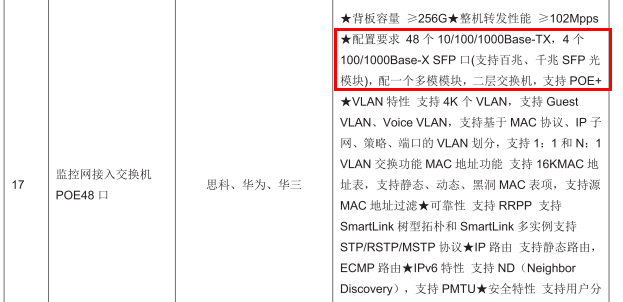 17
监控网接入交换机
POE48 口
思科、华为、华三
★背板容量 ≥256G★整机转发性能 ≥102Mpps
★配置要求 48 个 10/100/1000Base-TX，4 个
100/1000Base-X SFP 口(支持百兆、千兆 SFP 光
模块)，配一个多模模块，二层交换机，支持 POE+
★VLAN 特性 支持 4K 个 VLAN，支持 Guest
VLAN、Voice VLAN，支持基于 MAC 协议、IP 子
网、策略、端口的 VLAN 划分，支持 1：1 和 N：1
VLAN 交换功能 MAC 地址功能 支持 16KMAC 地
址表，支持静态、动态、黑洞 MAC 表项，支持源
MAC 地址过滤★可靠性 支持 RRPP 支持
SmartLink 树型拓朴和 SmartLink 多实例支持
STP/RSTP/MSTP 协议★IP 路由 支持静态路由，
ECMP 路由★IPv6 特性 支持 ND（Neighbor
Discovery），支持 PMTU★安全特性 支持用户分